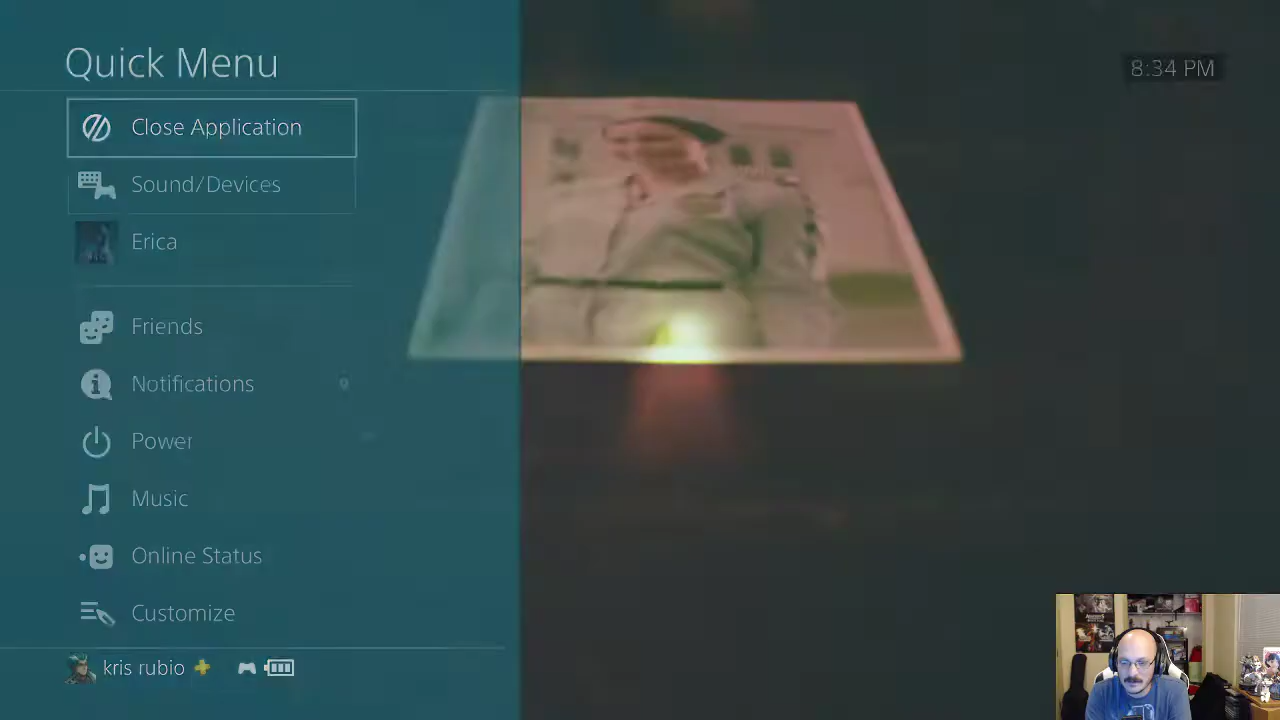 Quick Menu
8:34 PM
Close Application
Sound/Devices
Erica
Friends
Notifications
Power
Music
Online Status
Customize
kris rubio